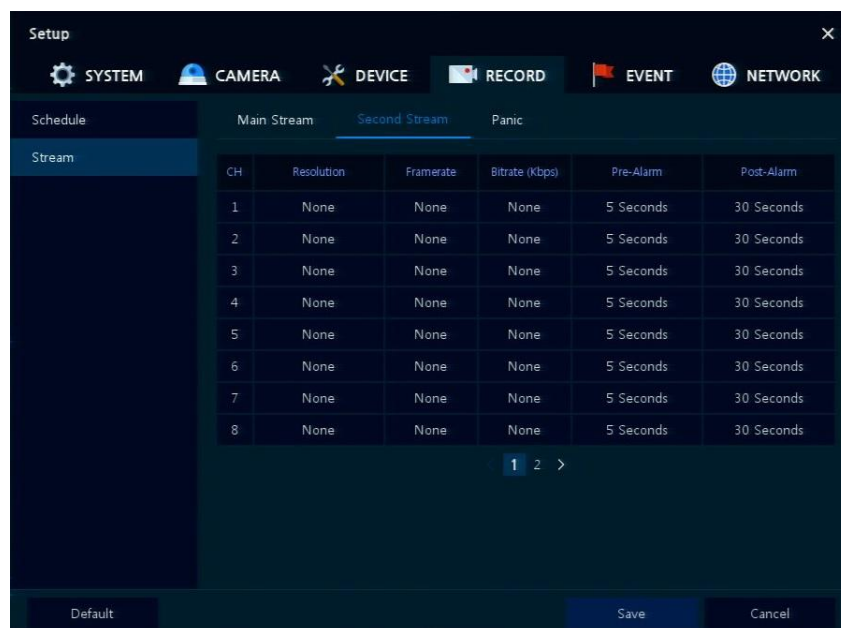 Setup
SYSTEM CAMERA DEVICE RECORD EVENT NETWORK
Schedule
Stream
Main Stream Second Stream Panic
CH Resolution Framerate Bitrate (Kbps) Pre-Alarm Post-Alarm
1 None None None 5 Seconds 30 Seconds
2 None None None 5 Seconds 30 Seconds
3 None None None 5 Seconds 30 Seconds
4 None None None 5 Seconds 30 Seconds
5 None None None 5 Seconds 30 Seconds
6 None None None 5 Seconds 30 Seconds
7 None None None 5 Seconds 30 Seconds
8 None None None 5 Seconds 30 Seconds
1 2 >
Default Save Cancel